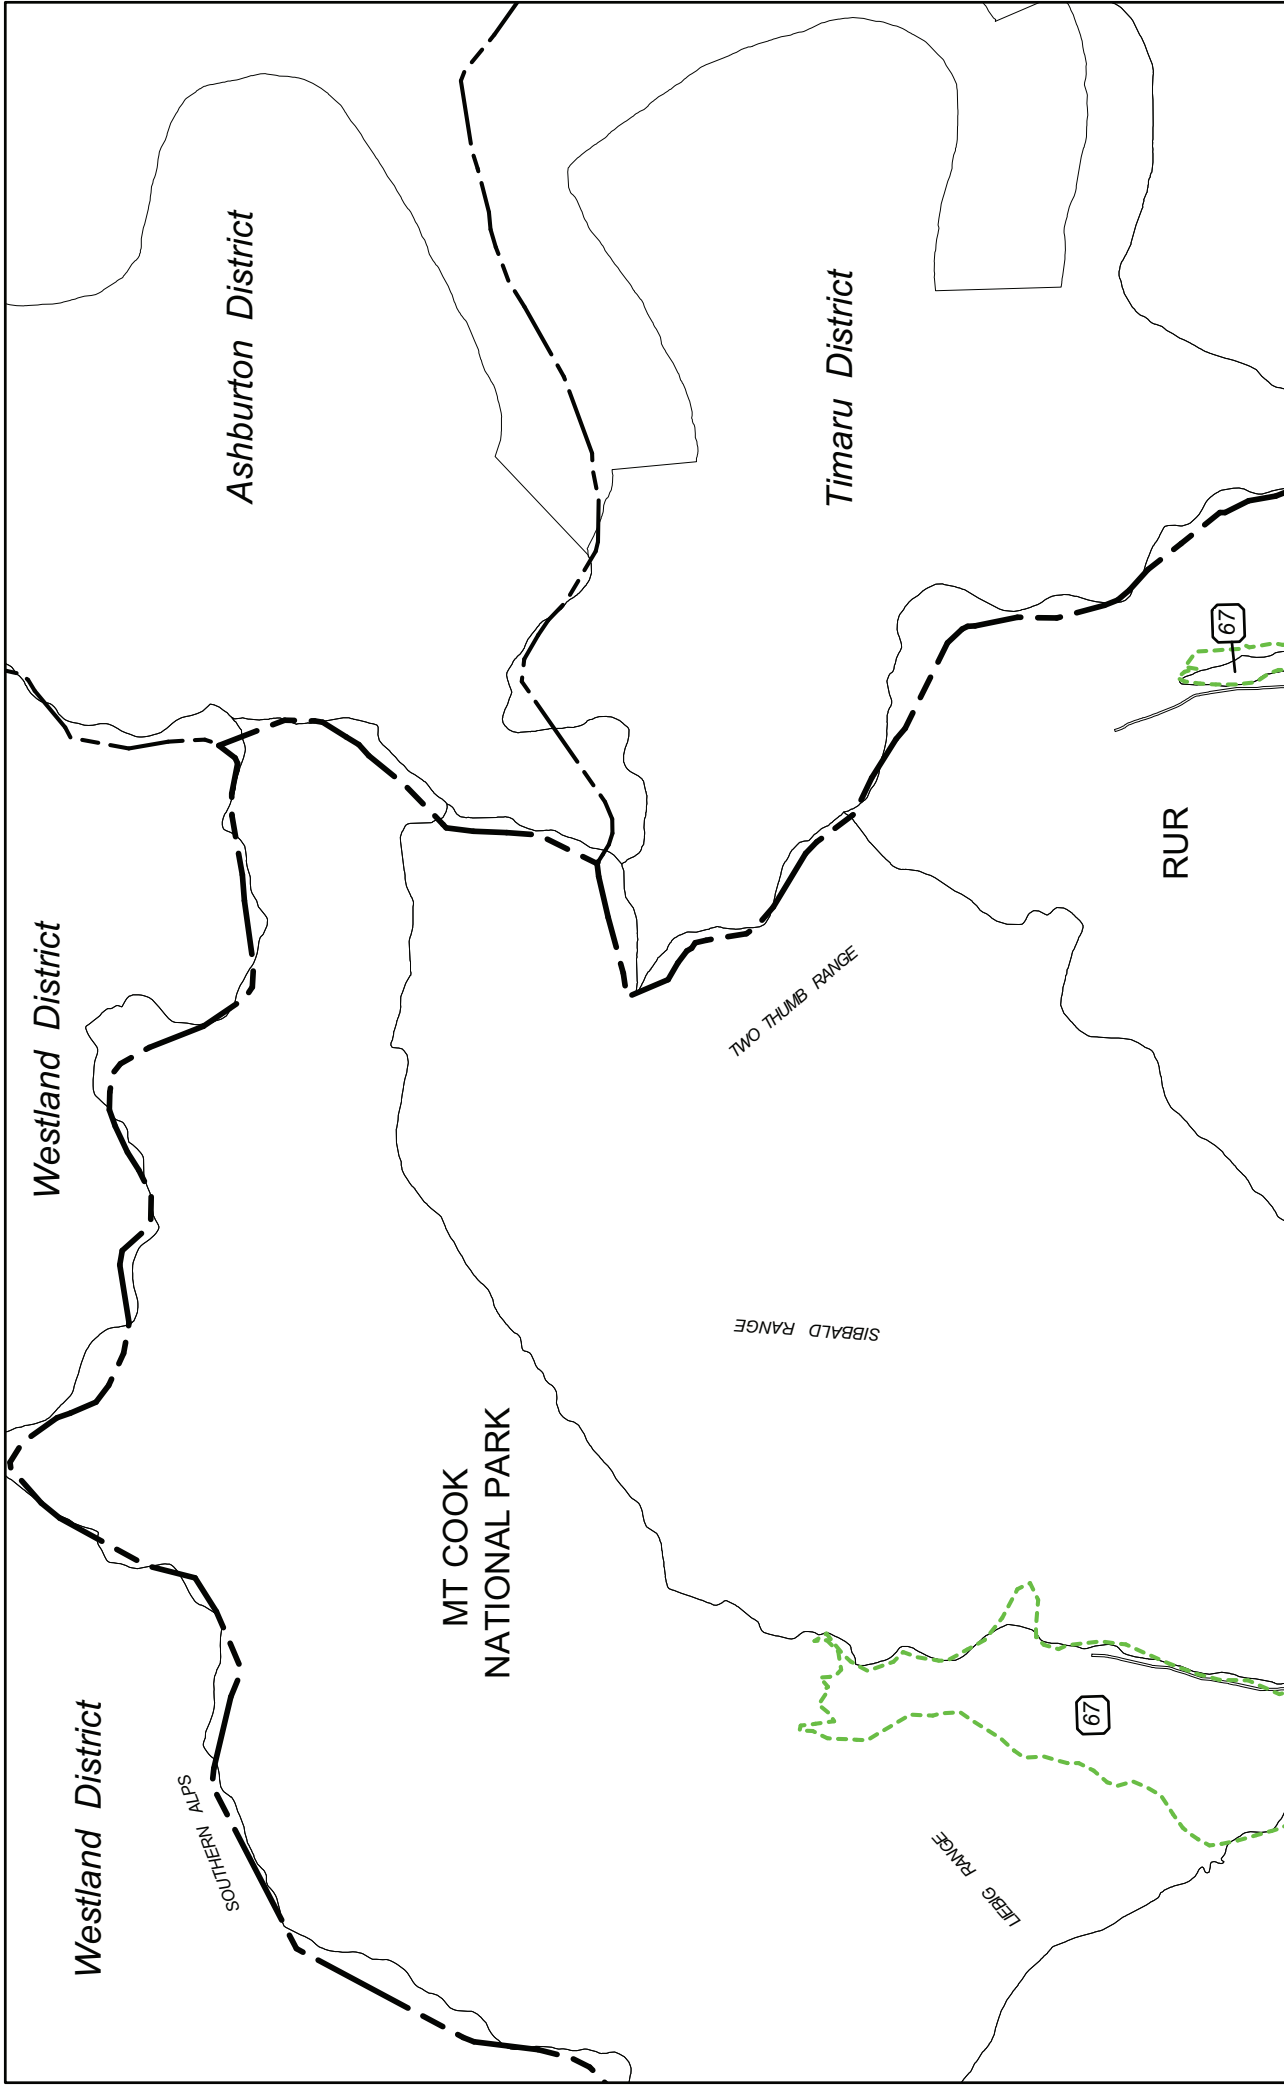 Westland District
Westland District
SOUTHERN ALPS
Ashburton District
MT COOK
NATIONAL PARK
Timaru District
TWO THUMB RANGE
SIBBALD RANGE
LIEBIG RANGE
RUR
67
67